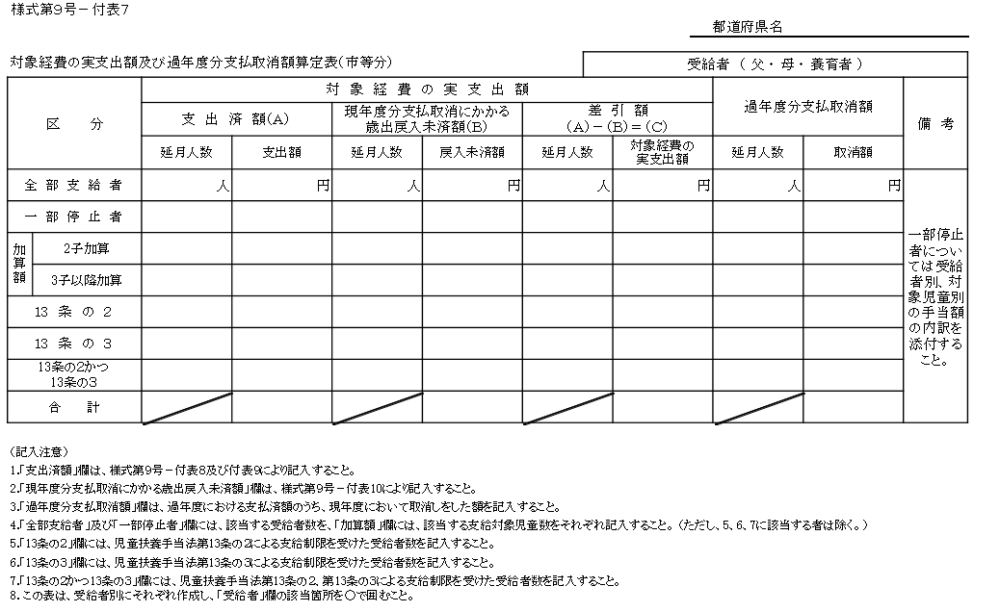 様式第９号－付表７
都道府県名
対象経費の実支出額及び過年度分支払取消額算定表（市等分）
受給者（ 父 ・ 母 ・ 養育者 ）
区　　分
対 象 経 費 の 実 支 出 額
過年度分支払取消額
備　考
支 出 済 額(A)
現年度分支払取消にかかる
歳出戻入未済額(B)
差 引 額
(A)－(B)＝(C)
延月人数
支出額
延月人数
戻入未済額
延月人数
対象経費の
実支出額
延月人数
取消額
全 部 支 給 者
人
円
人
円
人
円
人
円
一 部 停 止 者
加
算
額
２子加算
３子以降加算
13 条 の ２
13 条 の ３
13条の２かつ
13条の３
合　　計
一部停止
者につい
ては受給
者別、対
象児童別
の手当額
の内訳を
添付する
こと。
（記入注意）
１.「支出済額」欄は、様式第９号－付表８及び付表９により記入すること。
２.「現年度分支払取消にかかる歳出戻入未済額」欄は、様式第９号－付表10により記入すること。
３.「過年度分支払取消額」欄は、過年度における支払済額のうち、現年度において取消しをした額を記入すること。
４.「全部支給者」及び「一部停止者」欄には、該当する受給者数を、「加算額」欄には、該当する支給対象児童数をそれぞれ記入すること。（ただし、５、６、７に該当する者は除く。）
５.「13条の２」欄には、児童扶養手当法第13条の２による支給制限を受けた受給者数を記入すること。
６.「13条の３」欄には、児童扶養手当法第13条の３による支給制限を受けた受給者数を記入すること。
７.「13条の２かつ13条の３」欄には、児童扶養手当法第13条の２、第13条の３による支給制限を受けた受給者数を記入すること。
８．この表は、受給者別にそれぞれ作成し、「受給者」欄の該当箇所を〇で囲むこと。